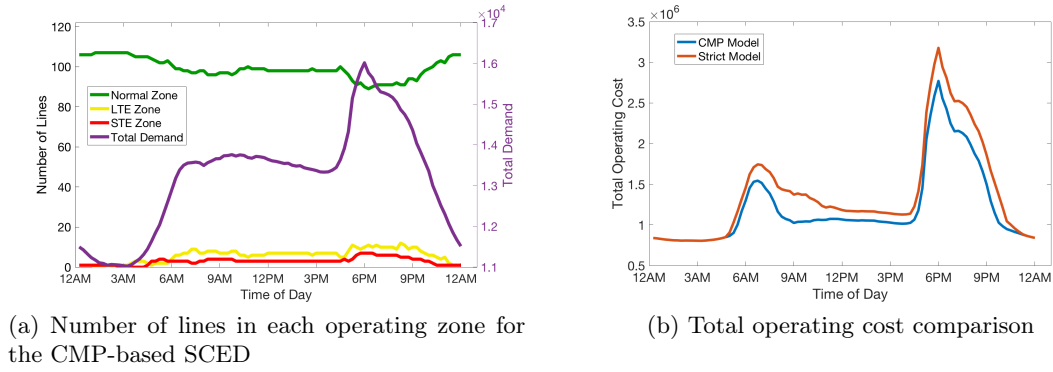 ×10⁴
120
100
80
60
40
20
0
Number of Lines
Normal Zone
LTE Zone
STE Zone
Total Demand
1.7
1.6
1.5
1.4
1.3
1.2
1.1
Total Demand
12AM 3AM 6AM 9AM 12PM 3PM 6PM 9PM 12AM
Time of Day
(a) Number of lines in each operating zone for
the CMP-based SCED
×10⁶
3.5
3
2.5
2
1.5
1
0.5
Total Operating Cost
CMP Model
Strict Model
12AM 3AM 6AM 9AM 12PM 3PM 6PM 9PM 12AM
Time of Day
(b) Total operating cost comparison